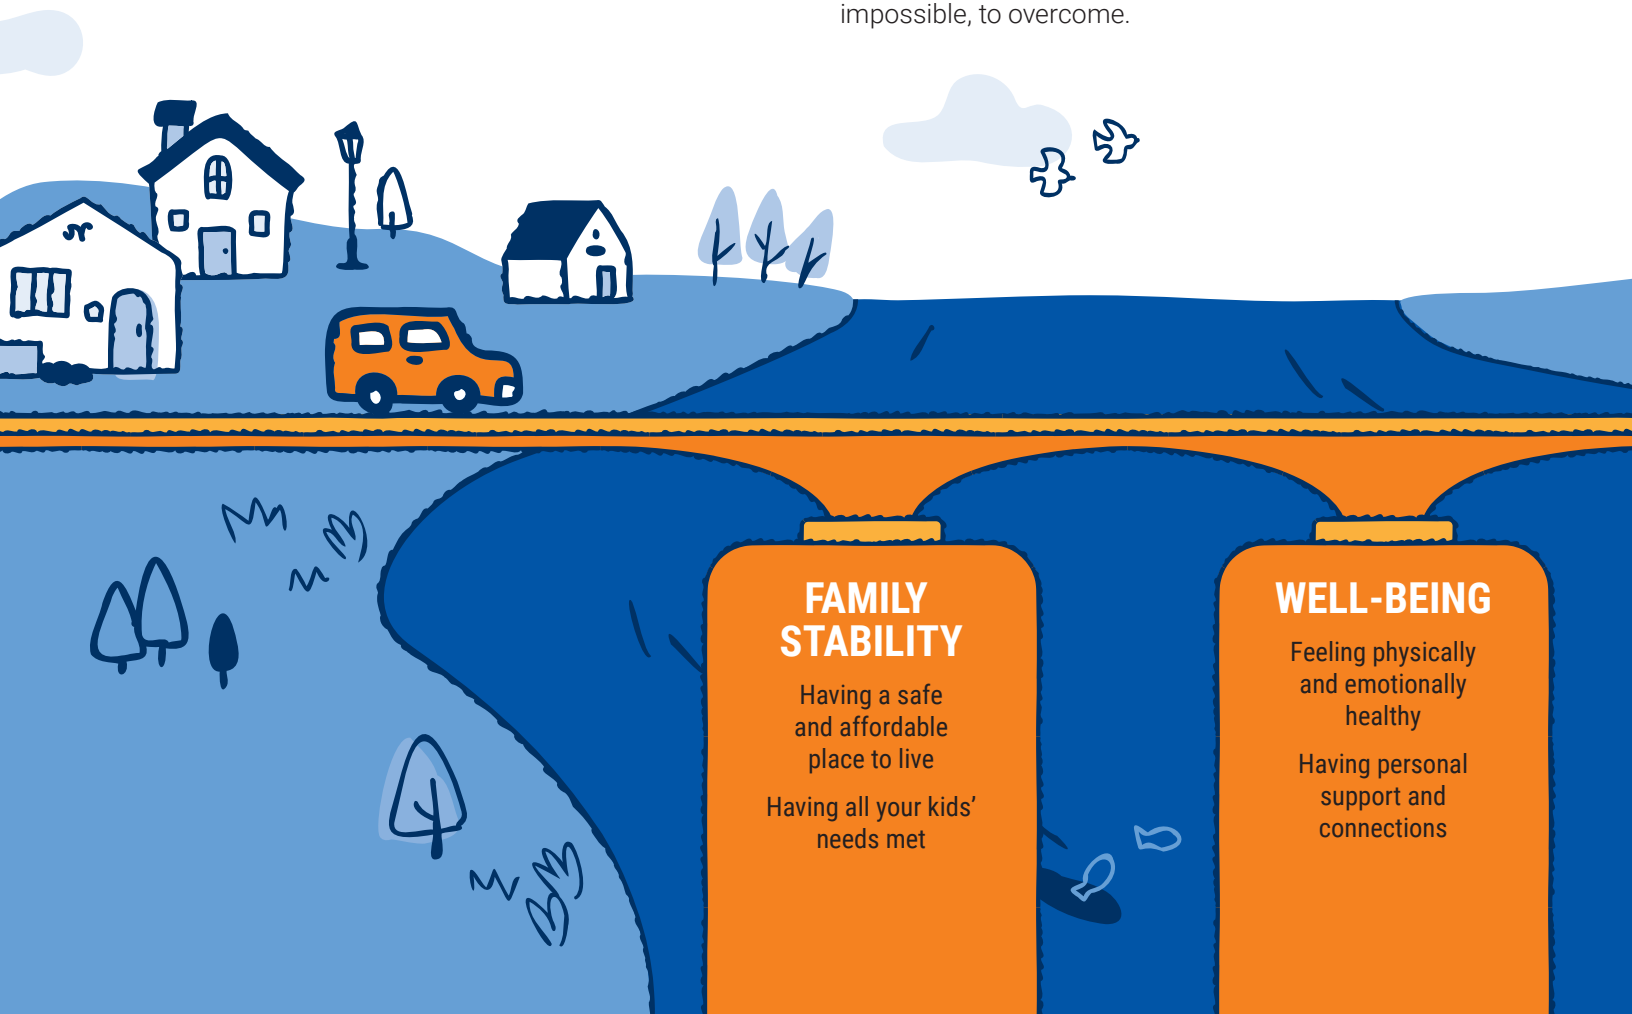 impossible, to overcome.
FAMILY
STABILITY
Having a safe
and affordable
place to live
Having all your kids’
needs met
WELL-BEING
Feeling physically
and emotionally
healthy
Having personal
support and
connections